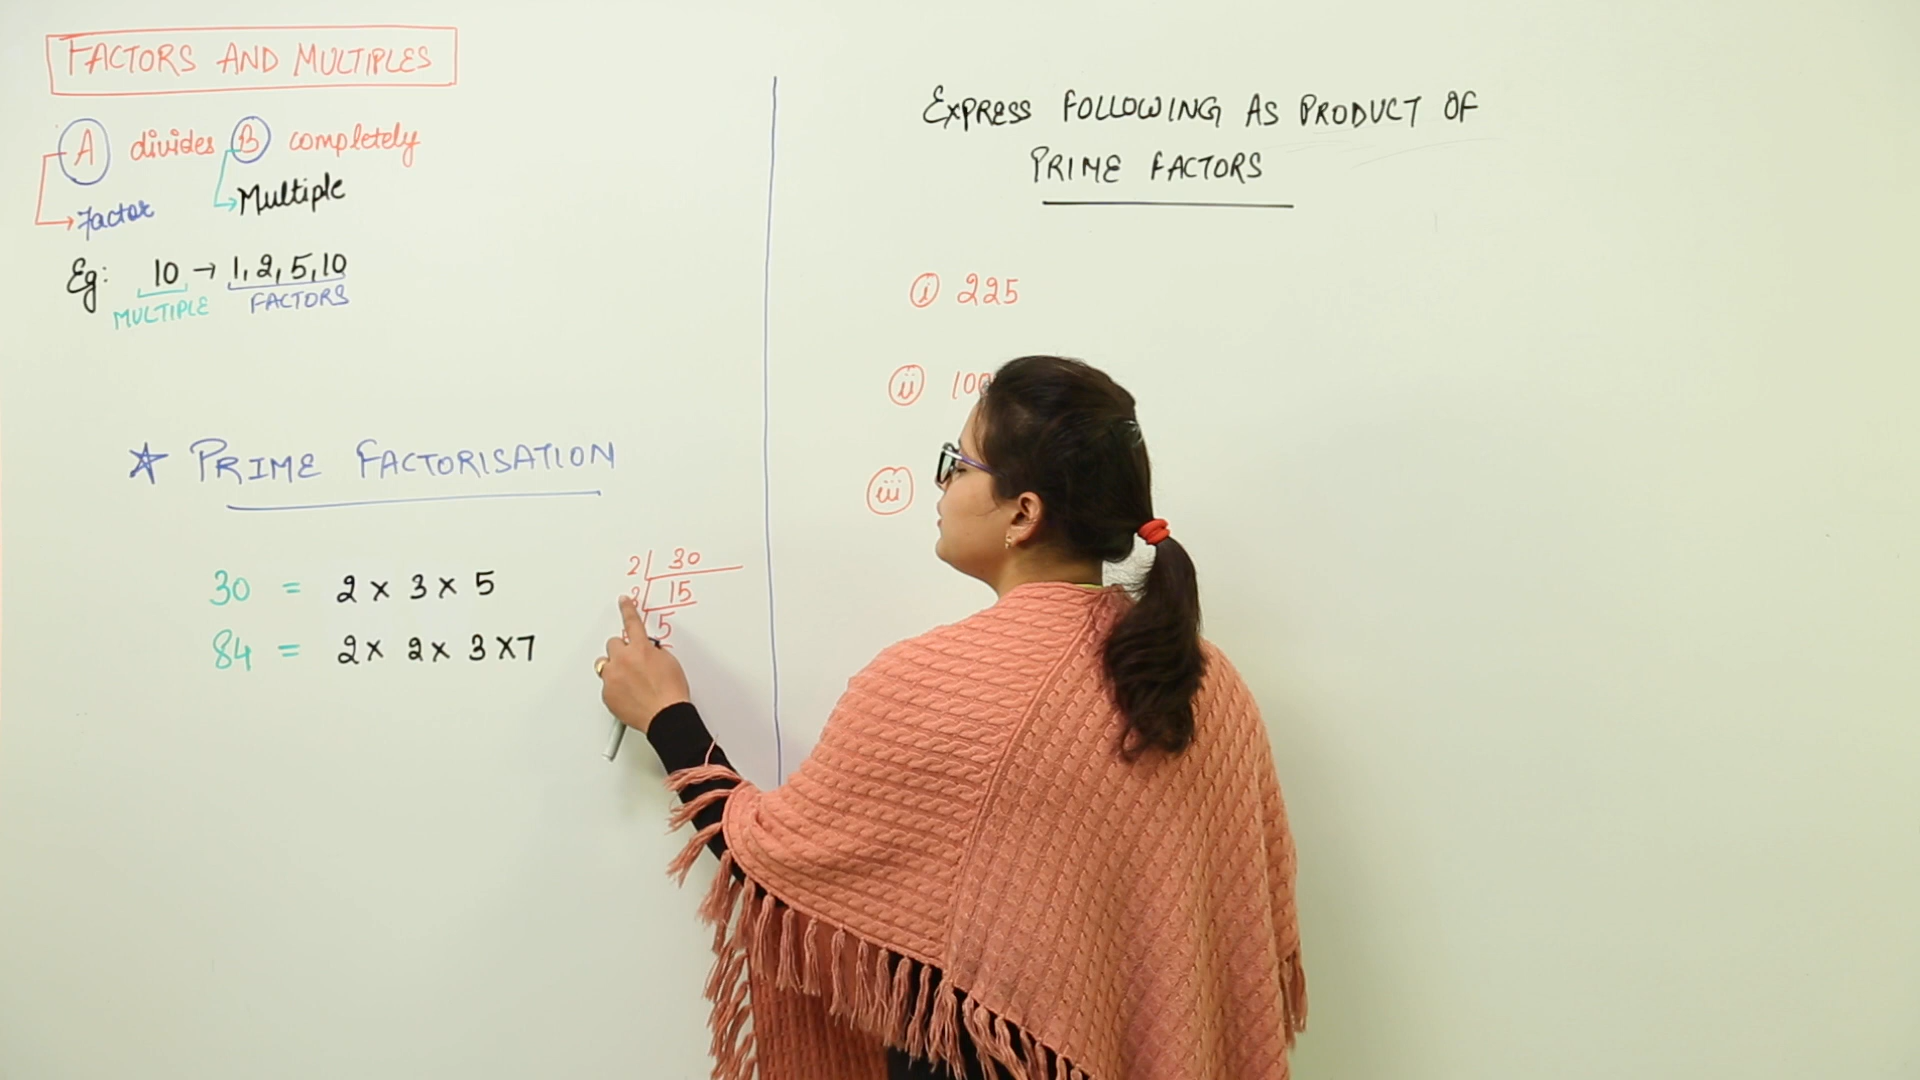 FACTORS AND MULTIPLES
A divides B completely
Factor Multiple
Eg: 10 → 1, 2, 5, 10
MULTIPLE FACTORS
★ PRIME FACTORISATION
30 = 2 × 3 × 5
84 = 2 × 2 × 3 × 7
2 30
3 15
5
EXPRESS FOLLOWING AS PRODUCT OF
PRIME FACTORS
(i) 225
(ii)
(iii)